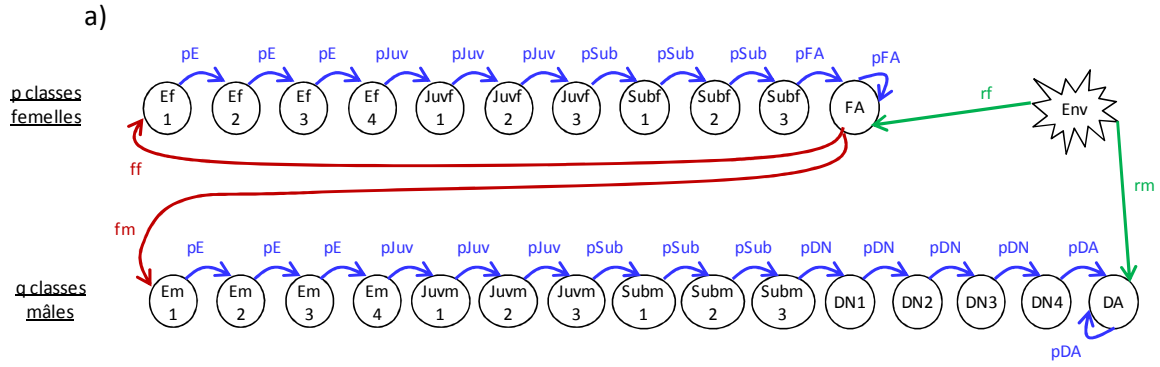 a)
pE pE pE pJuv pJuv pJuv pSub pSub pSub pFA pFA
p classes
femelles
Ef
1
Ef
2
Ef
3
Ef
4
Juvf
1
Juvf
2
Juvf
3
Subf
1
Subf
2
Subf
3
FA
rf
Env
ff
rm
fm
pE pE pE pJuv pJuv pJuv pSub pSub pSub pDN pDN pDN pDN pDA
q classes
mâles
Em
1
Em
2
Em
3
Em
4
Juvm
1
Juvm
2
Juvm
3
Subm
1
Subm
2
Subm
3
DN1
DN2
DN3
DN4
DA
pDA